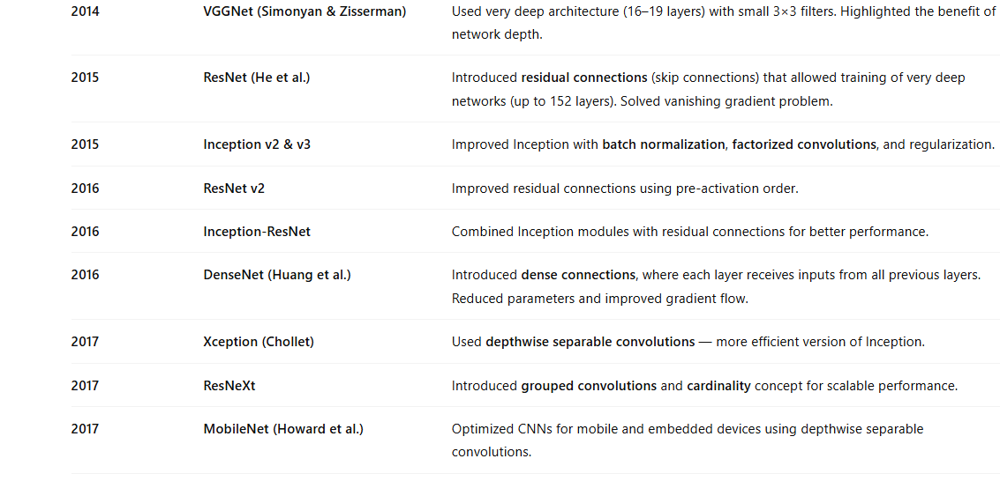 2014 VGGNet (Simonyan & Zisserman) Used very deep architecture (16–19 layers) with small 3×3 filters. Highlighted the benefit of
network depth.
2015 ResNet (He et al.) Introduced residual connections (skip connections) that allowed training of very deep
networks (up to 152 layers). Solved vanishing gradient problem.
2015 Inception v2 & v3 Improved Inception with batch normalization, factorized convolutions, and regularization.
2016 ResNet v2 Improved residual connections using pre-activation order.
2016 Inception-ResNet Combined Inception modules with residual connections for better performance.
2016 DenseNet (Huang et al.) Introduced dense connections, where each layer receives inputs from all previous layers.
Reduced parameters and improved gradient flow.
2017 Xception (Chollet) Used depthwise separable convolutions — more efficient version of Inception.
2017 ResNeXt Introduced grouped convolutions and cardinality concept for scalable performance.
2017 MobileNet (Howard et al.) Optimized CNNs for mobile and embedded devices using depthwise separable
convolutions.